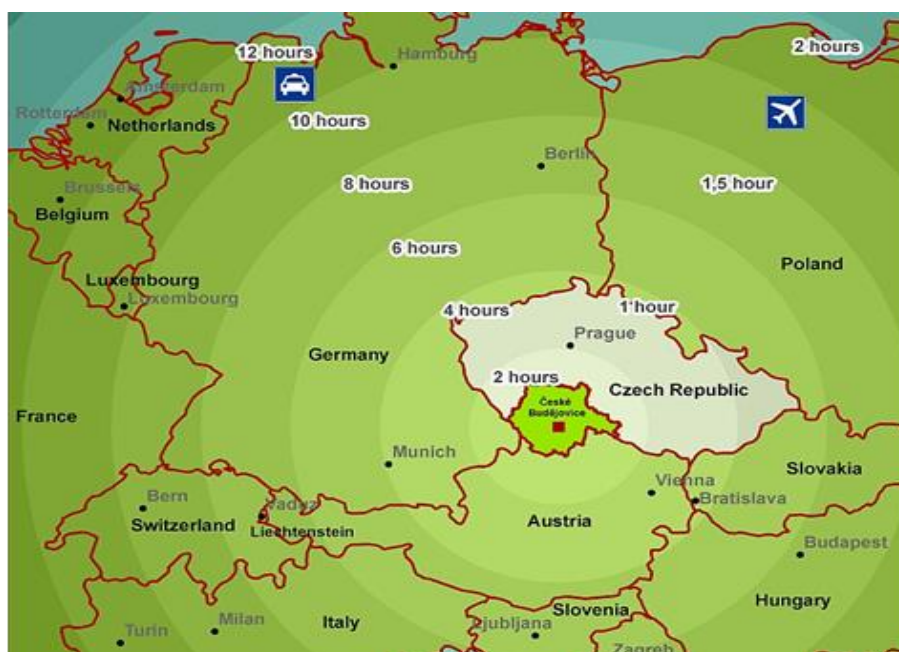 12 hours
Hamburg
2 hours
Amsterdam
Rotterdam
Netherlands
10 hours
Berlin
Brussels
Belgium
8 hours
1,5 hour
6 hours
Poland
Luxembourg
Luxembourg
4 hours
1 hour
Prague
Germany
2 hours
Czech Republic
České
Budějovice
France
Munich
Slovakia
Vienna
Bratislava
Bern
Vaduz
Switzerland
Liechtenstein
Austria
Budapest
Slovenia
Hungary
Milan
Italy
Ljubljana
Turin
Zagreb